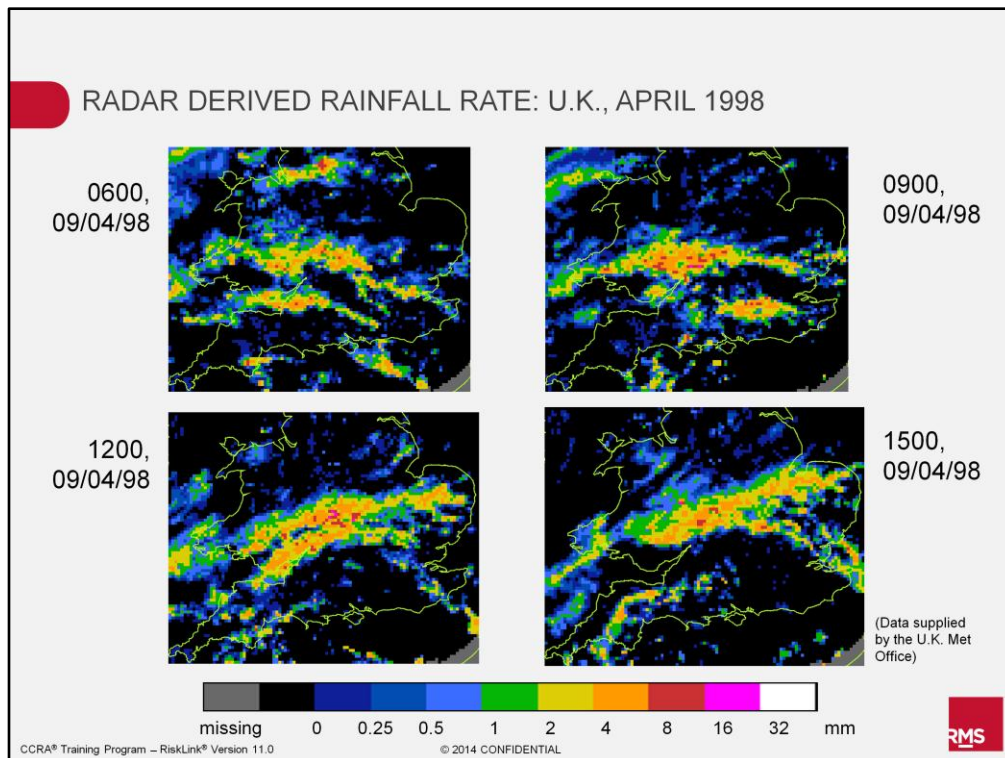 RADAR DERIVED RAINFALL RATE: U.K., APRIL 1998
0600,
09/04/98
0900,
09/04/98
1200,
09/04/98
1500,
09/04/98
(Data supplied
by the U.K. Met
Office)
missing 0 0.25 0.5 1 2 4 8 16 32 mm
CCRA® Training Program – RiskLink® Version 11.0 © 2014 CONFIDENTIAL
RMS